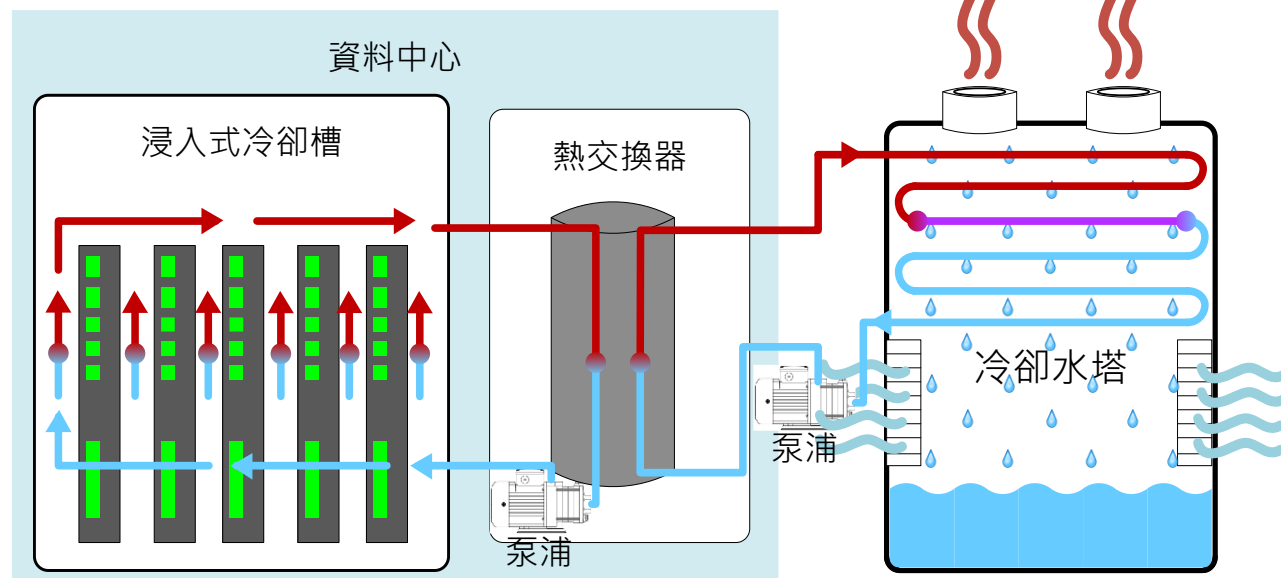 資料中心
浸入式冷卻槽
熱交換器
冷卻水塔
泵浦
泵浦